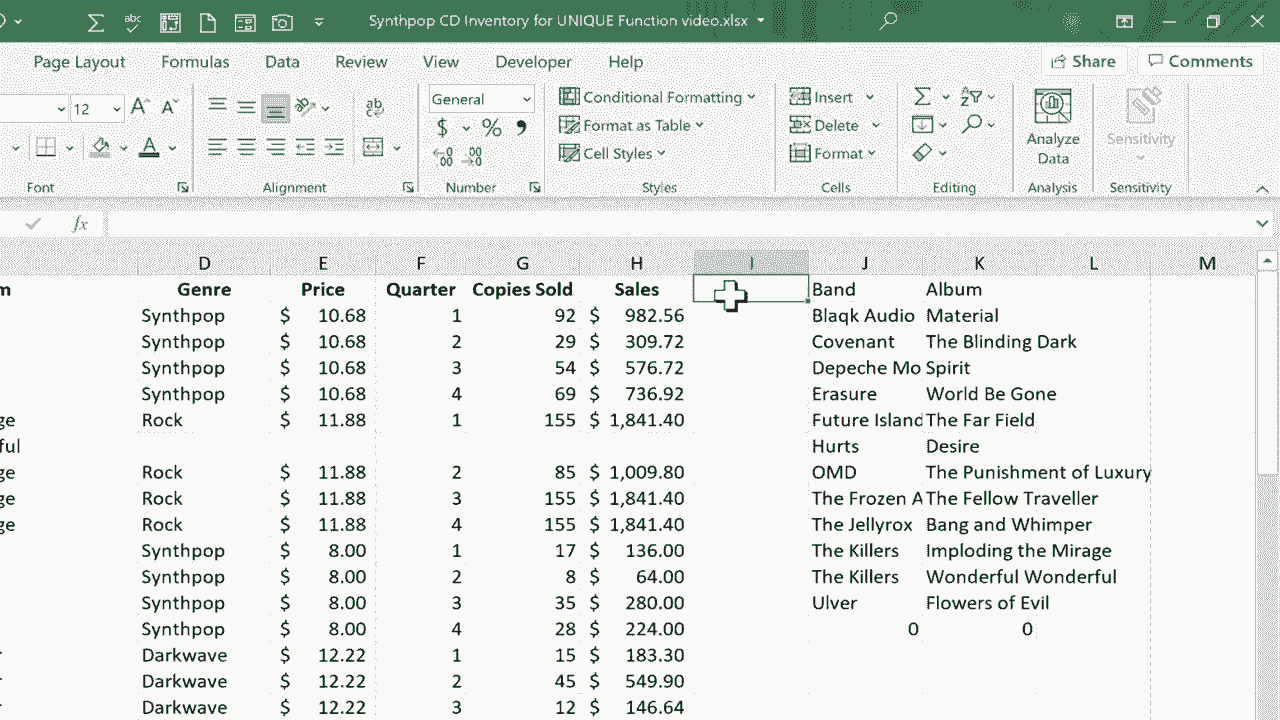 Synthpop CD Inventory for UNIQUE Function video.xlsx
Page Layout Formulas Data Review View Developer Help Share Comments
12 General Conditional Formatting Insert
$ % Format as Table Delete Analyze Data Sensitivity
Cell Styles Format
Font Alignment Number Styles Cells Editing Analysis Sensitivity
fx
D E F G H I J K L M
m Genre Price Quarter Copies Sold Sales Band Album
Synthpop $ 10.68 1 92 $ 982.56 Blaqk Audio Material
Synthpop $ 10.68 2 29 $ 309.72 Covenant The Blinding Dark
Synthpop $ 10.68 3 54 $ 576.72 Depeche Mo Spirit
Synthpop $ 10.68 4 69 $ 736.92 Erasure World Be Gone
ge Rock $ 11.88 1 155 $ 1,841.40 Future Island The Far Field
ful Hurts Desire
ge Rock $ 11.88 2 85 $ 1,009.80 OMD The Punishment of Luxury
ge Rock $ 11.88 3 155 $ 1,841.40 The Frozen A The Fellow Traveller
ge Rock $ 11.88 4 155 $ 1,841.40 The Jellyrox Bang and Whimper
Synthpop $ 8.00 1 17 $ 136.00 The Killers Imploding the Mirage
Synthpop $ 8.00 2 8 $ 64.00 The Killers Wonderful Wonderful
Synthpop $ 8.00 3 35 $ 280.00 Ulver Flowers of Evil
Synthpop $ 8.00 4 28 $ 224.00 0 0
Darkwave $ 12.22 1 15 $ 183.30
Darkwave $ 12.22 2 45 $ 549.90
Darkwave $ 12.22 3 12 $ 146.64